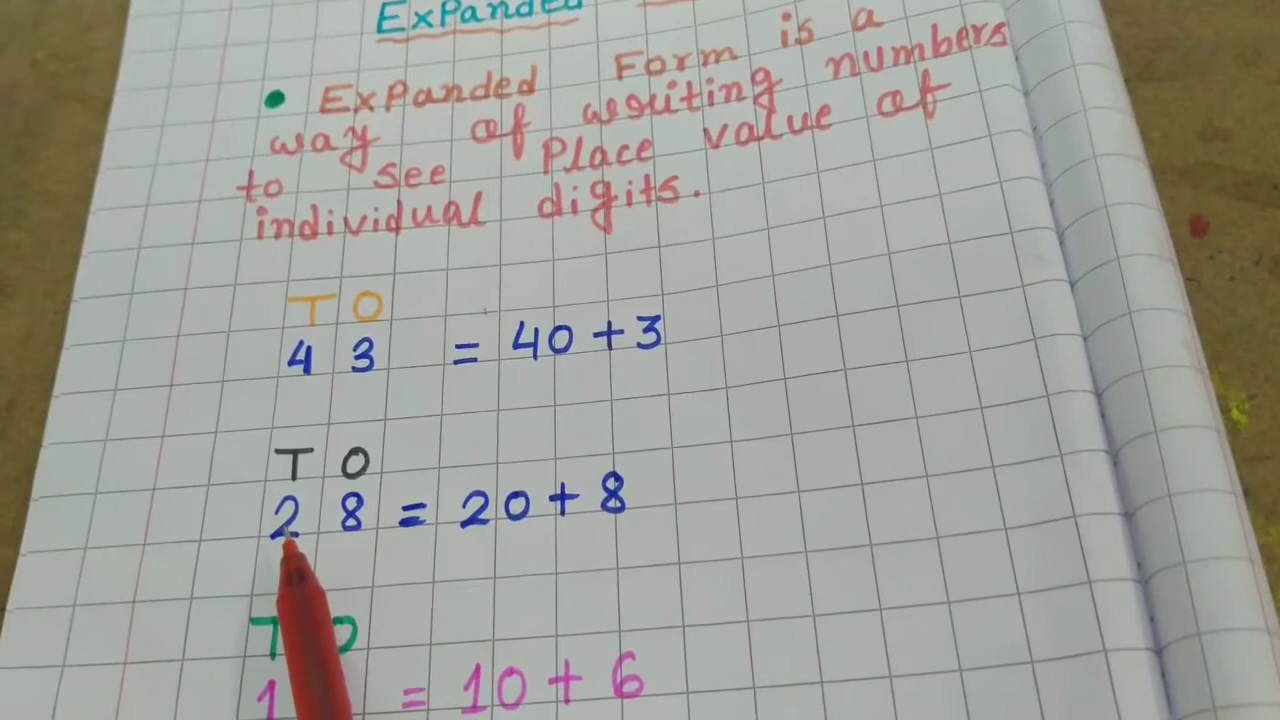 Expanded
• Expanded Form is a
way of writing numbers
to see Place value of
individual digits.
T O
4 3 = 40 + 3
T O
2 8 = 20 + 8
T O
1 = 10 + 6